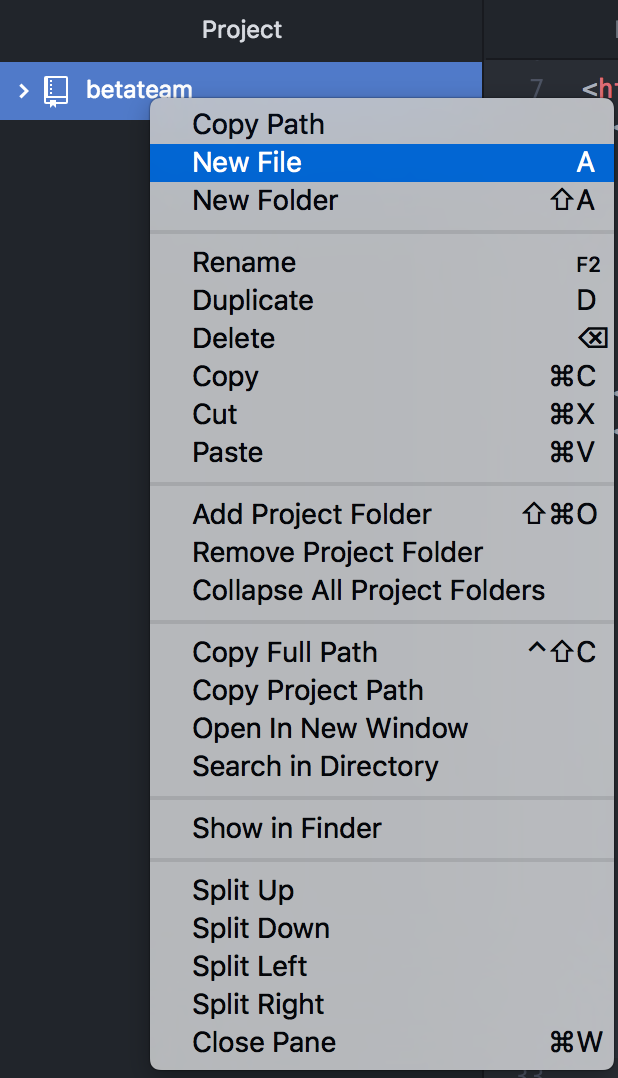 Project
betateam
7 <h
Copy Path
New File A
New Folder ⇧A
Rename F2
Duplicate D
Delete ⌫
Copy ⌘C
Cut ⌘X
Paste ⌘V
Add Project Folder ⇧⌘O
Remove Project Folder
Collapse All Project Folders
Copy Full Path ^⇧C
Copy Project Path
Open In New Window
Search in Directory
Show in Finder
Split Up
Split Down
Split Left
Split Right
Close Pane ⌘W